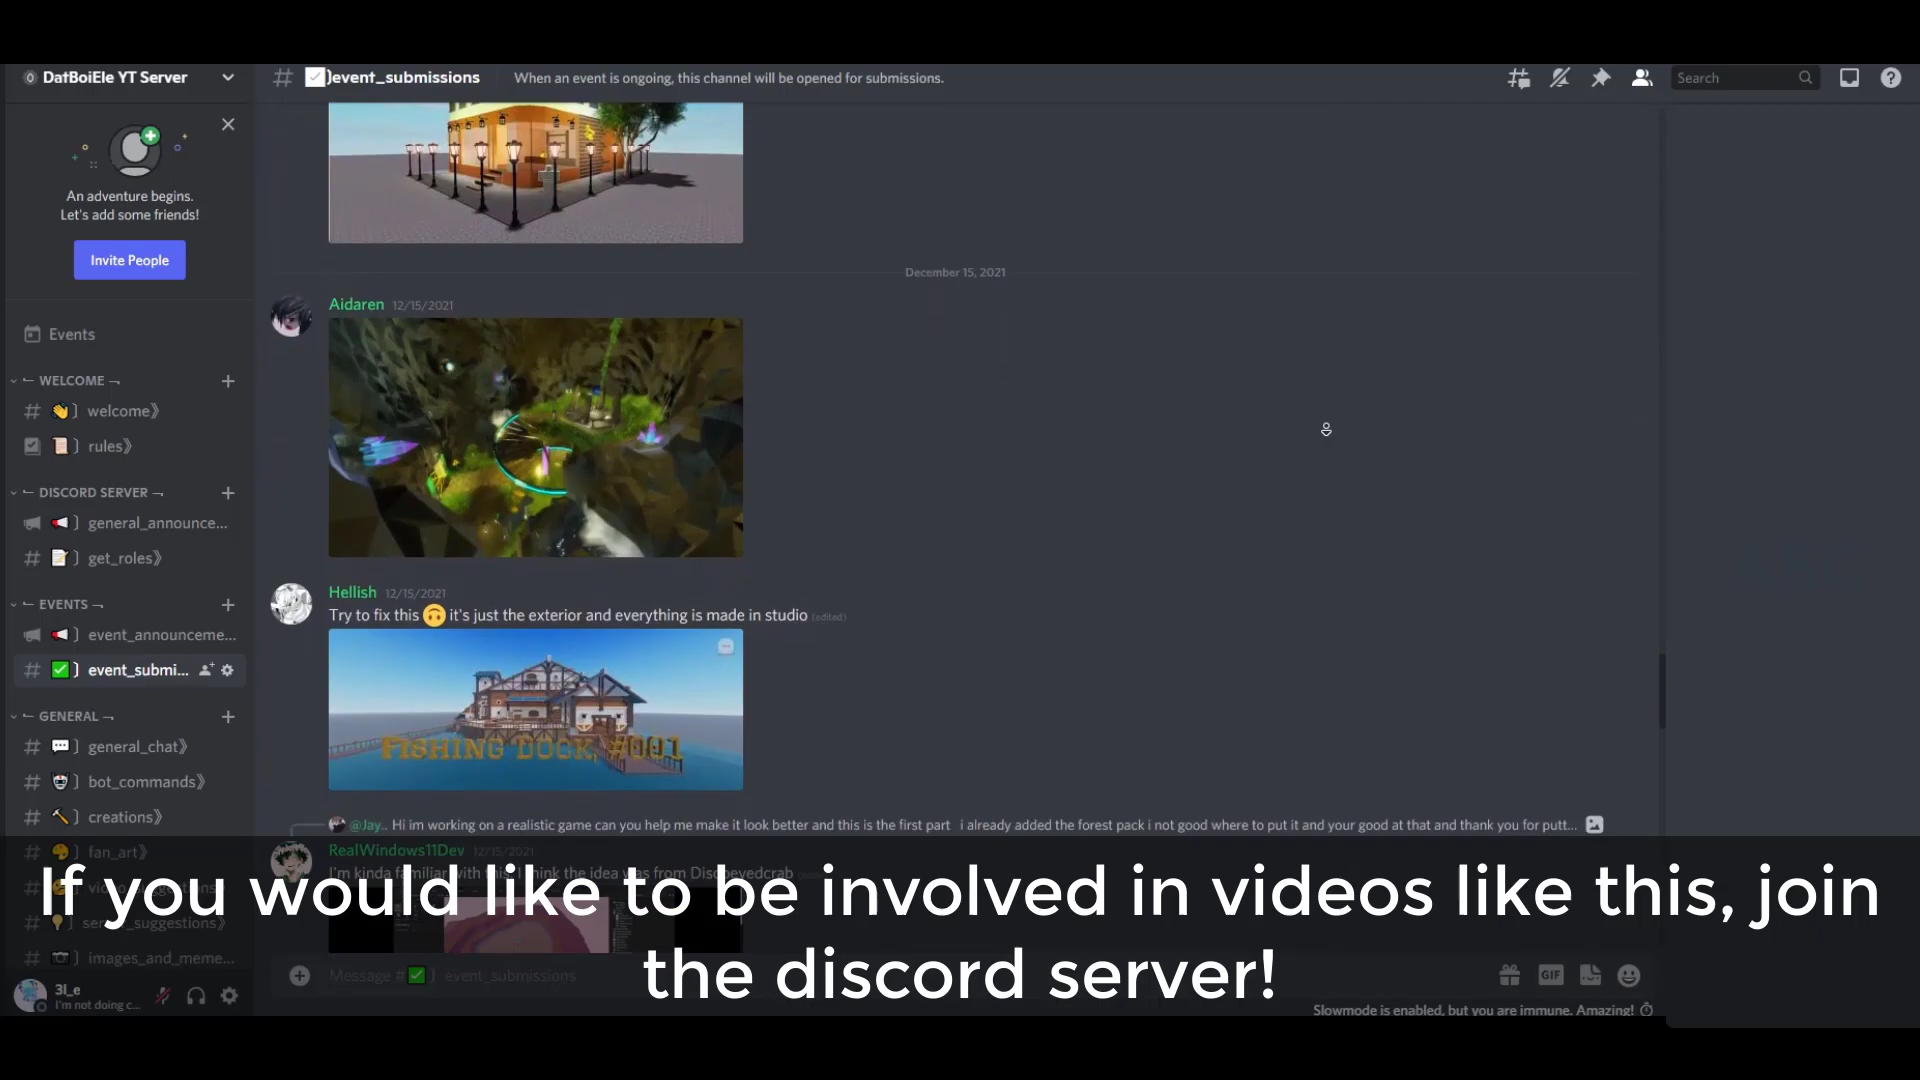 DatBoiEle YT Server
An adventure begins.
Let's add some friends!
Invite People
Events
WELCOME
welcome》
rules》
DISCORD SERVER
general_announce...
get_roles》
EVENTS
event_announceme...
event_submi...
GENERAL
general_chat》
bot_commands》
creations》
fan_art》
images_and_meme...
3l_e
I'm not doing c...
event_submissions
When an event is ongoing, this channel will be opened for submissions.
Search
December 15, 2021
Aidaren 12/15/2021
Hellish 12/15/2021
Try to fix this 🙃 it's just the exterior and everything is made in studio (edited)
FISHING DOCK #001
@Jay.. Hi im working on a realistic game can you help me make it look better and this is the first part i already added the forest pack i not good where to put it and your good at that and thank you for putt...
RealWindows11Dev 12/15/2021
If you would like to be involved in videos like this, join
the discord server!
Message # ✅ 〕 event_submissions
GIF
Slowmode is enabled, but you are immune. Amazing!